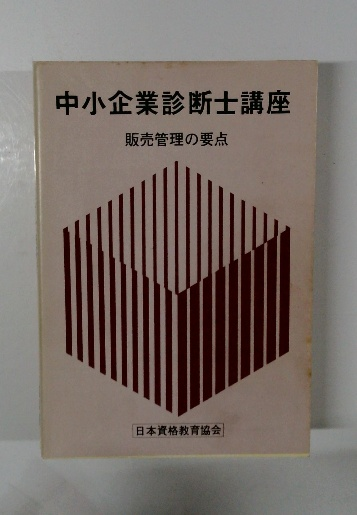 中小企業診断士講座
販売管理の要点
日本資格教育協会